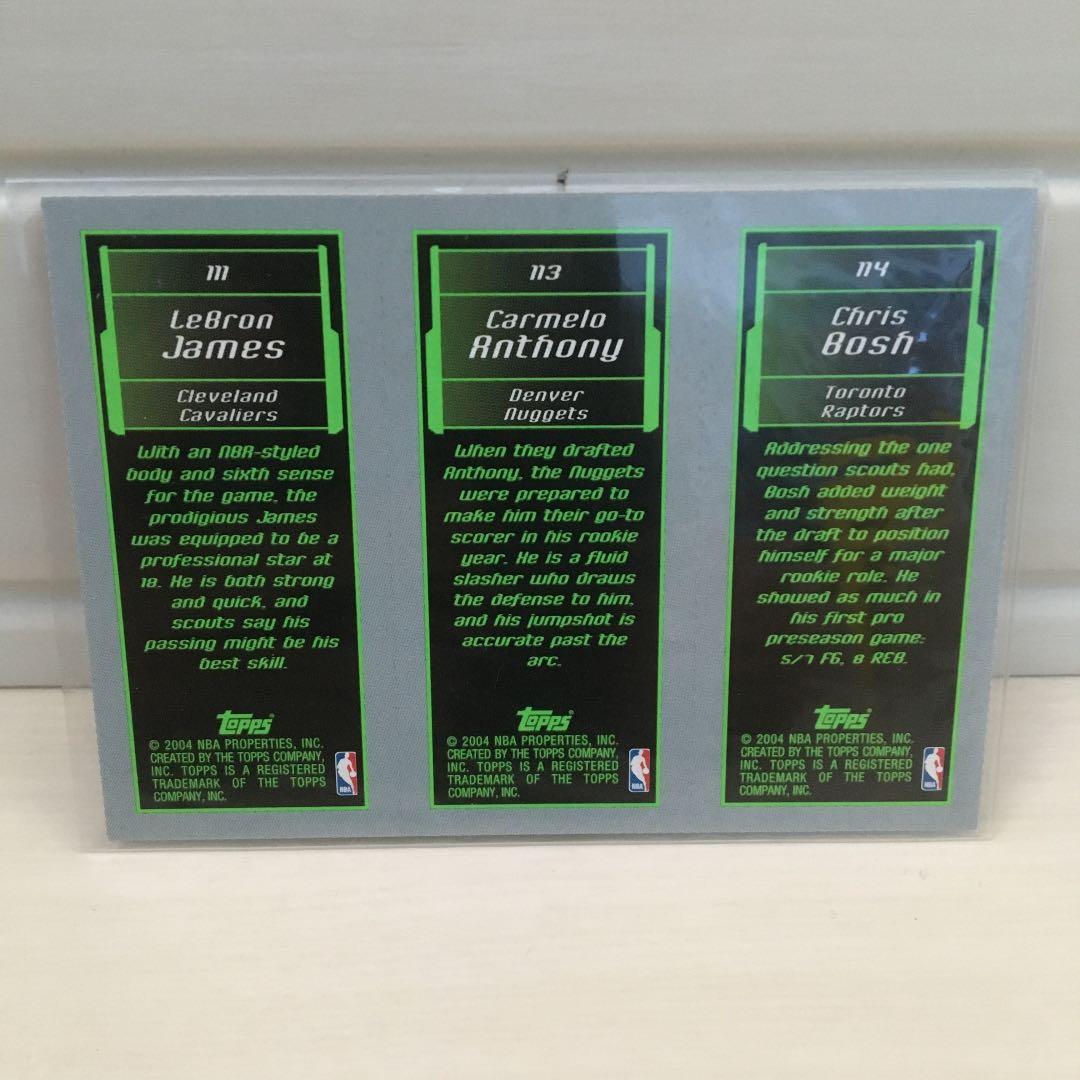 111
LeBron
James
Cleveland
Cavaliers
With an NBA-styled
body and sixth sense
for the game, the
prodigious James
was equipped to be a
professional star at
18. He is both strong
and quick, and
scouts say his
passing might be his
best skill.
Topps
© 2004 NBA PROPERTIES, INC.
CREATED BY THE TOPPS COMPANY,
INC. TOPPS IS A REGISTERED
TRADEMARK OF THE TOPPS
COMPANY, INC.
NBA
113
Carmelo
Anthony
Denver
Nuggets
When they drafted
Anthony, the Nuggets
were prepared to
make him their go-to
scorer in his rookie
year. He is a fluid
slasher who draws
the defense to him,
and his jumpshot is
accurate past the
arc.
Topps
© 2004 NBA PROPERTIES, INC.
CREATED BY THE TOPPS COMPANY,
INC. TOPPS IS A REGISTERED
TRADEMARK OF THE TOPPS
COMPANY, INC.
NBA
114
Chris
Bosh
Toronto
Raptors
Addressing the one
question scouts had,
Bosh added weight
and strength after
the draft to position
himself for a major
rookie role. He
showed as much in
his first pro
preseason game:
5/7 FG, 8 REB.
Topps
© 2004 NBA PROPERTIES, INC.
CREATED BY THE TOPPS COMPANY,
INC. TOPPS IS A REGISTERED
TRADEMARK OF THE TOPPS
COMPANY, INC.
NBA